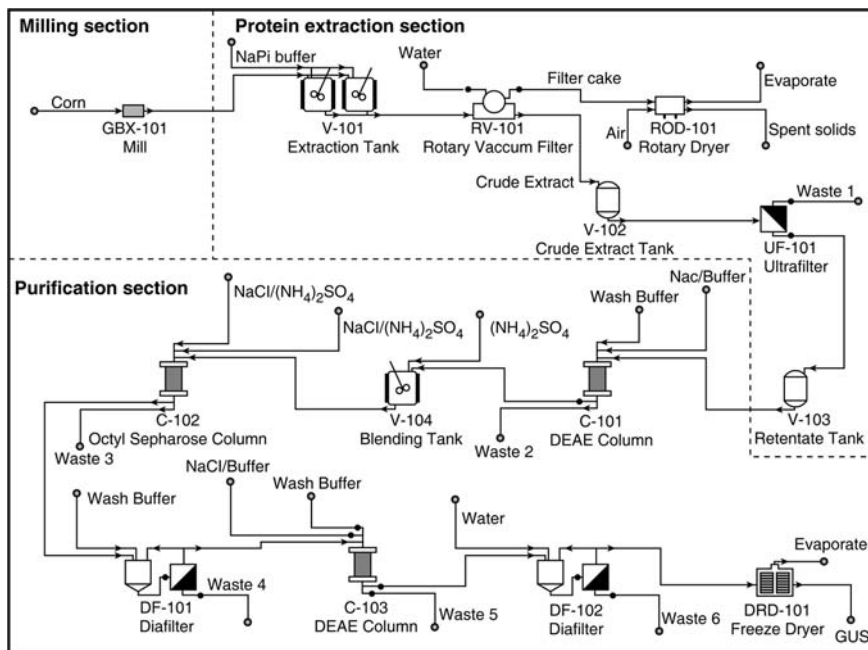 Milling section
Protein extraction section
NaPi buffer
Water
Filter cake
Evaporate
Corn
GBX-101
Mill
V-101
Extraction Tank
RV-101
Rotary Vaccum Filter
Air
ROD-101
Rotary Dryer
Spent solids
Crude Extract
V-102
Crude Extract Tank
Waste 1
UF-101
Ultrafilter
Purification section
NaCl/(NH4)2SO4
NaCl/(NH4)2SO4
(NH4)2SO4
Wash Buffer
Nac/Buffer
C-102
Octyl Sepharose Column
V-104
Blending Tank
C-101
DEAE Column
V-103
Retentate Tank
Waste 3
Waste 2
NaCl/Buffer
Wash Buffer
Wash Buffer
Water
Evaporate
DF-101
Diafilter
Waste 4
C-103
DEAE Column
Waste 5
DF-102
Diafilter
Waste 6
DRD-101
Freeze Dryer
GUS